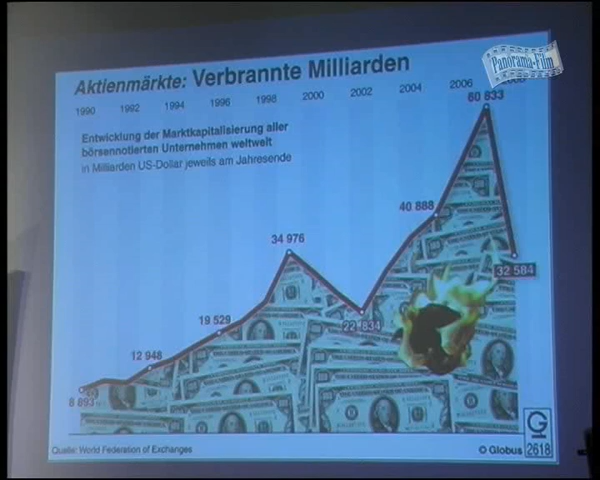 Panorama-Film
Aktienmärkte: Verbrannte Milliarden
1990 1992 1994 1996 1998 2000 2002 2004 2006
60 833
Entwicklung der Marktkapitalisierung aller
börsennotierten Unternehmen weltweit
in Milliarden US-Dollar jeweils am Jahresende
40 888
34 976
32 584
19 529
22 834
12 948
8 893
Quelle: World Federation of Exchanges
© Globus
G
2618